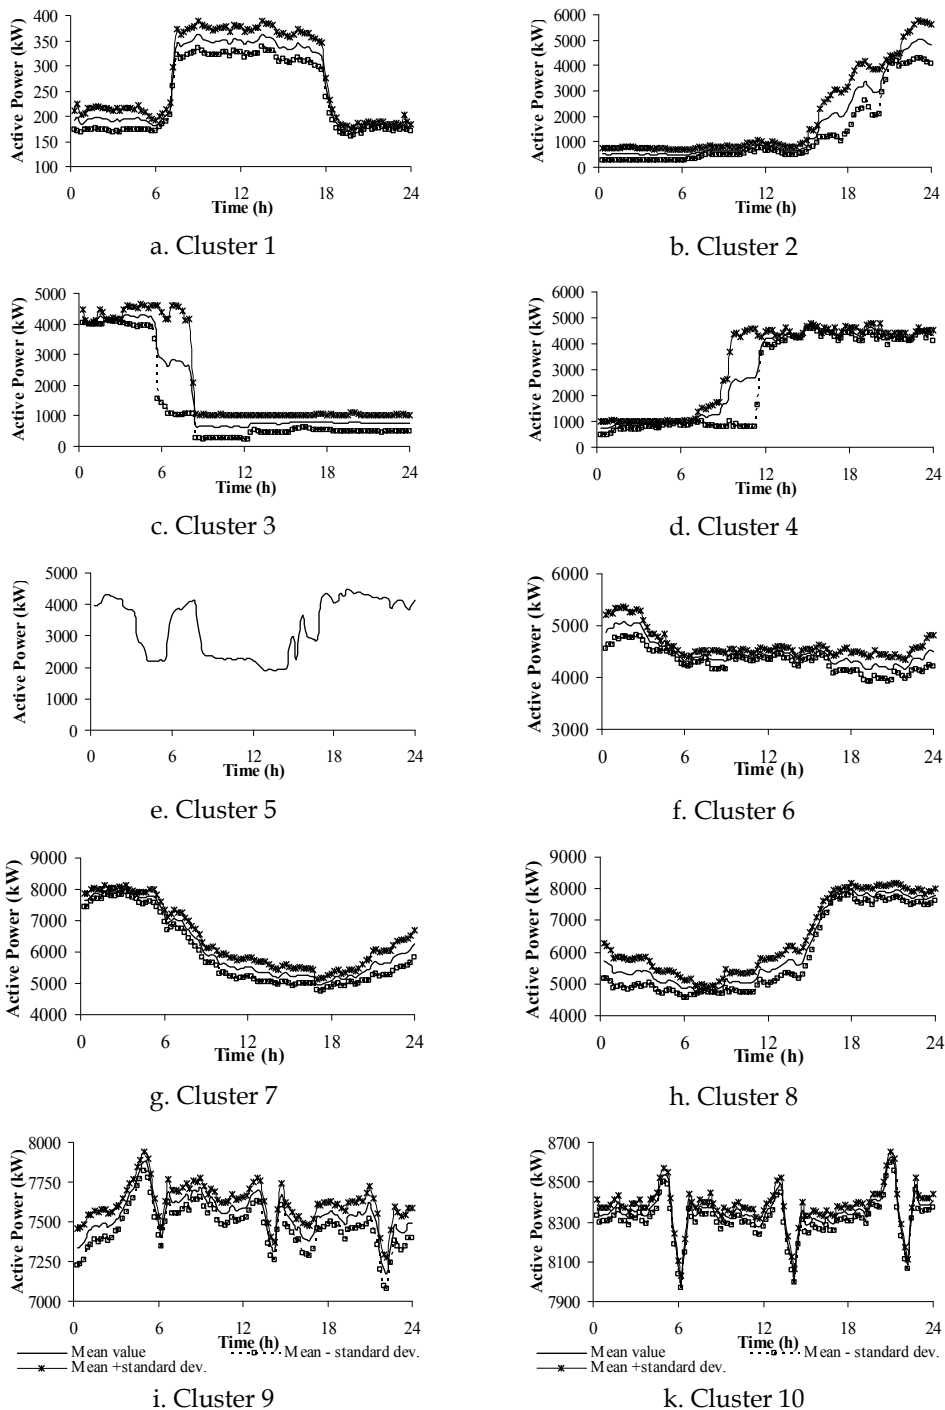 Active Power (kW)
400
350
300
250
200
150
100
0 6 12 18 24
Time (h)
a. Cluster 1
Active Power (kW)
6000
5000
4000
3000
2000
1000
0
0 6 12 18 24
Time (h)
b. Cluster 2
Active Power (kW)
5000
4000
3000
2000
1000
0
0 6 12 18 24
Time (h)
c. Cluster 3
Active Power (kW)
6000
5000
4000
3000
2000
1000
0
0 6 12 18 24
Time (h)
d. Cluster 4
Active Power (kW)
5000
4000
3000
2000
1000
0
0 6 12 18 24
Time (h)
e. Cluster 5
Active Power (kW)
6000
5000
4000
3000
0 6 12 18 24
Time (h)
f. Cluster 6
Active Power (kW)
9000
8000
7000
6000
5000
4000
0 6 12 18 24
Time (h)
g. Cluster 7
Active Power (kW)
9000
8000
7000
6000
5000
4000
0 6 12 18 24
Time (h)
h. Cluster 8
Active Power (kW)
8000
7750
7500
7250
7000
0 6 12 18 24
Time (h)
Mean value
Mean - standard dev.
Mean +standard dev.
i. Cluster 9
Active Power (kW)
8700
8500
8300
8100
7900
0 6 12 18 24
Time (h)
Mean value
Mean - standard dev.
Mean +standard dev.
k. Cluster 10